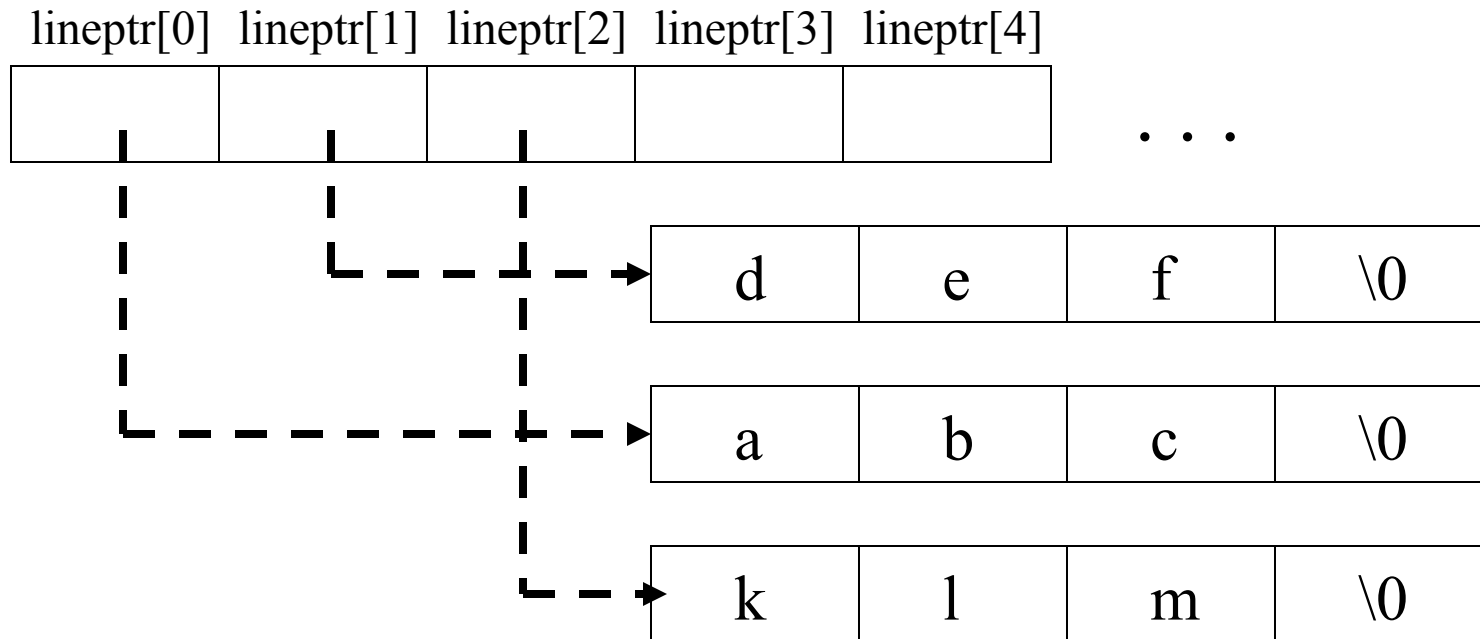 lineptr[0] lineptr[1] lineptr[2] lineptr[3] lineptr[4]
. . .
d e f \0
a b c \0
k l m \0